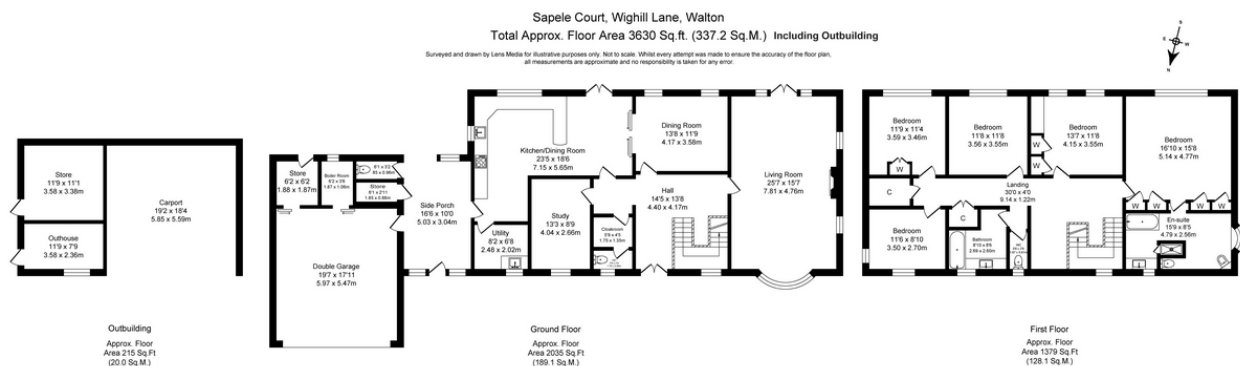 Sapele Court, Wighill Lane, Walton
Total Approx. Floor Area 3630 Sq.ft. (337.2 Sq.M.) Including Outbuilding
Surveyed and drawn by Lens Media for illustrative purposes only. Not to scale. Whilst every attempt was made to ensure the accuracy of the floor plan,
all measurements are approximate and no responsibility is taken for any error.
S
E
W
N
Store
11'9 x 11'1
3.58 x 3.38m
Carport
19'2 x 18'4
5.85 x 5.59m
Outhouse
11'9 x 7'9
3.58 x 2.36m
Outbuilding
Approx. Floor
Area 215 Sq.Ft
(20.0 Sq.M.)
Store
6'2 x 6'2
1.88 x 1.87m
Boiler Room
Store
6'1 x 2'11
Side Porch
16'6 x 10'0
5.03 x 3.04m
Double Garage
19'7 x 17'11
5.97 x 5.47m
Kitchen/Dining Room
23'5 x 18'6
7.15 x 5.65m
Dining Room
13'8 x 11'9
4.17 x 3.58m
Living Room
25'7 x 15'7
7.81 x 4.76m
Hall
14'5 x 13'8
4.40 x 4.17m
Study
13'3 x 8'9
4.04 x 2.66m
Cloakroom
Utility
8'2 x 6'8
2.48 x 2.02m
Ground Floor
Approx. Floor
Area 2035 Sq.Ft
(189.1 Sq.M.)
Bedroom
11'9 x 11'4
3.59 x 3.46m
Bedroom
11'8 x 11'8
3.56 x 3.55m
Bedroom
13'7 x 11'8
4.15 x 3.55m
Bedroom
16'10 x 15'8
5.14 x 4.77m
W
W
W
C
Landing
30'0 x 4'0
9.14 x 1.22m
W
W
W
W
C
Bedroom
11'6 x 8'10
3.50 x 2.70m
Bathroom
En-suite
15'9 x 8'5
4.79 x 2.56m
First Floor
Approx. Floor
Area 1379 Sq.Ft
(128.1 Sq.M.)